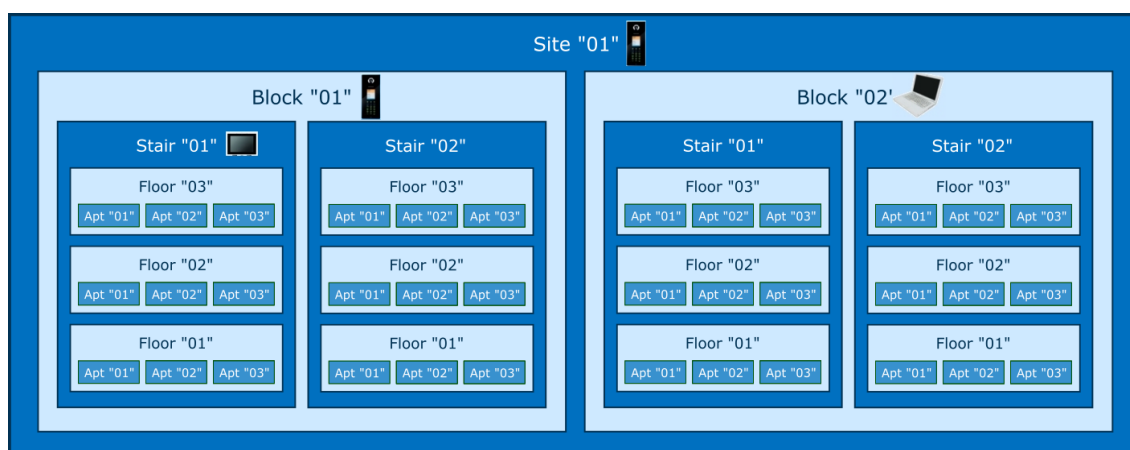 Site "01"
Block "01"
Block "02'
Stair "01"
Stair "02"
Stair "01"
Stair "02"
Floor "03"
Floor "03"
Floor "03"
Floor "03"
Apt "01" Apt "02" Apt "03"
Apt "01" Apt "02" Apt "03"
Apt "01" Apt "02" Apt "03"
Apt "01" Apt "02" Apt "03"
Floor "02"
Floor "02"
Floor "02"
Floor "02"
Apt "01" Apt "02" Apt "03"
Apt "01" Apt "02" Apt "03"
Apt "01" Apt "02" Apt "03"
Apt "01" Apt "02" Apt "03"
Floor "01"
Floor "01"
Floor "01"
Floor "01"
Apt "01" Apt "02" Apt "03"
Apt "01" Apt "02" Apt "03"
Apt "01" Apt "02" Apt "03"
Apt "01" Apt "02" Apt "03"